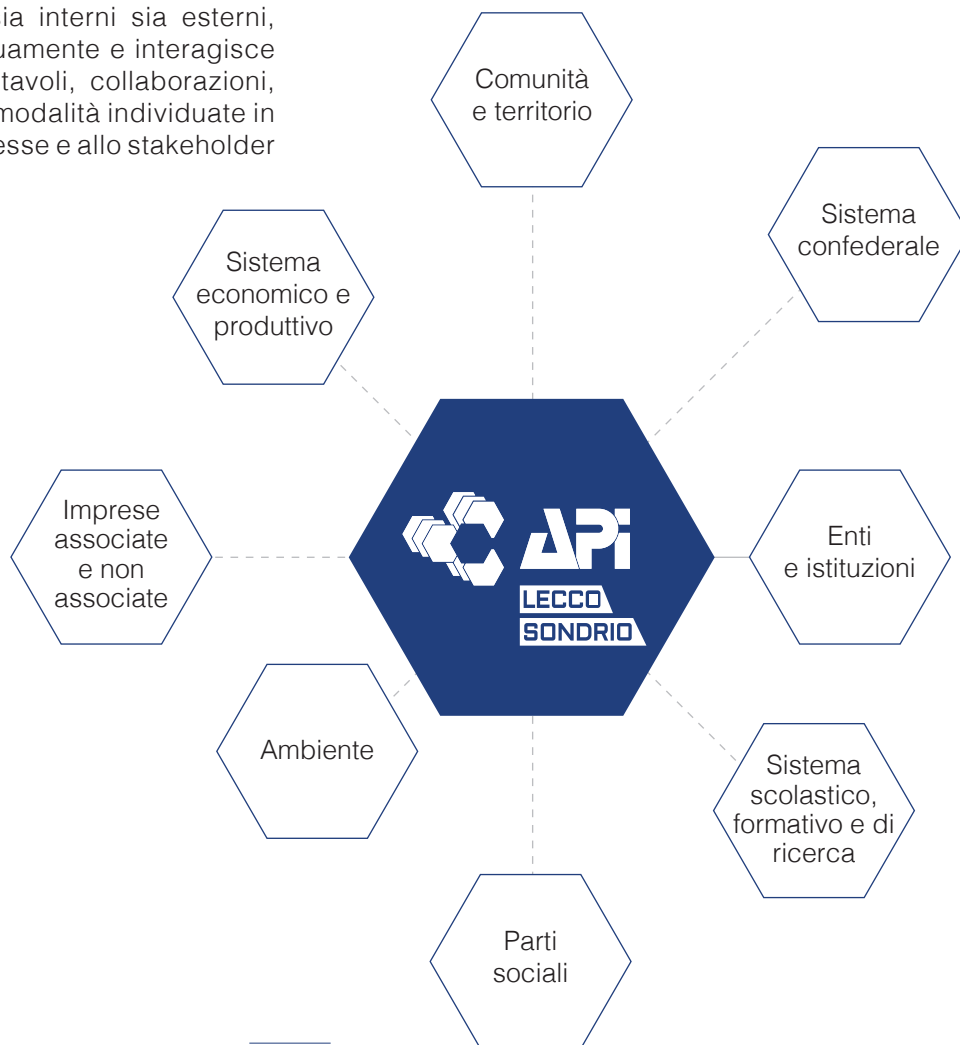 sia interni sia esterni,
uamente e interagisce
tavoli, collaborazioni,
modalità individuate in
esse e allo stakeholder
Comunità
e territorio
Sistema
confederale
Sistema
economico e
produttivo
Imprese
associate
e non
associate
APi
LECCO
SONDRIO
Enti
e istituzioni
Ambiente
Sistema
scolastico,
formativo e di
ricerca
Parti
sociali